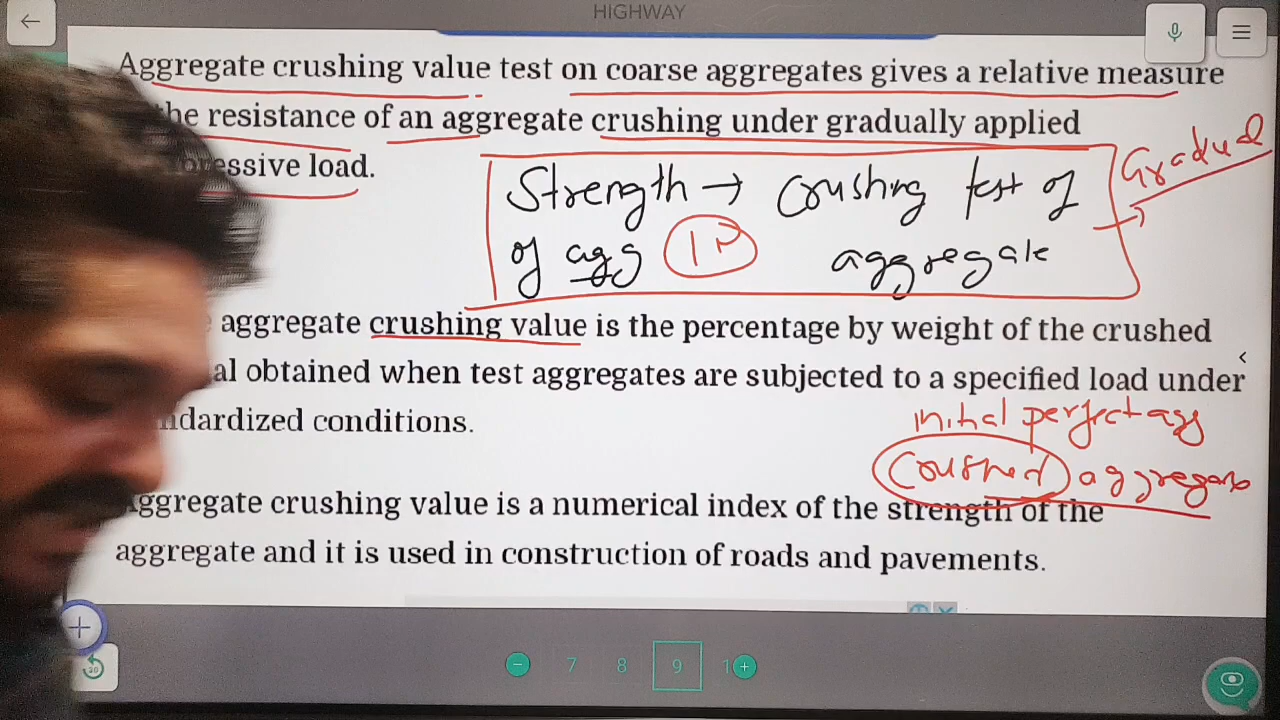 HIGHWAY
Aggregate crushing value test on coarse aggregates gives a relative measure
the resistance of an aggregate crushing under gradually applied
Gradual
essive load.
Strength → Crushing test of
of agg aggregate
aggregate crushing value is the percentage by weight of the crushed
al obtained when test aggregates are subjected to a specified load under
ndardized conditions.
initial perfect agg
Crushed aggregate
Aggregate crushing value is a numerical index of the strength of the
aggregate and it is used in construction of roads and pavements.
7 8 9 1